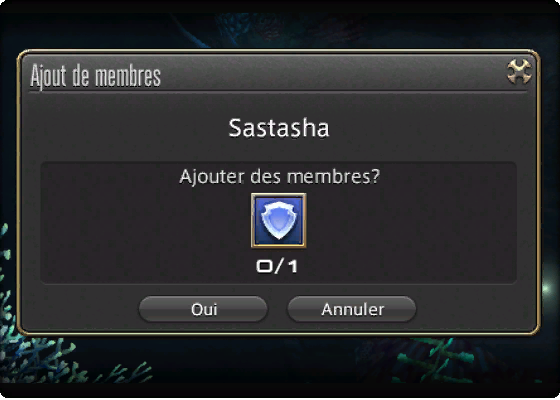 Ajout de membres
Sastasha
Ajouter des membres?
0/1
Oui Annuler